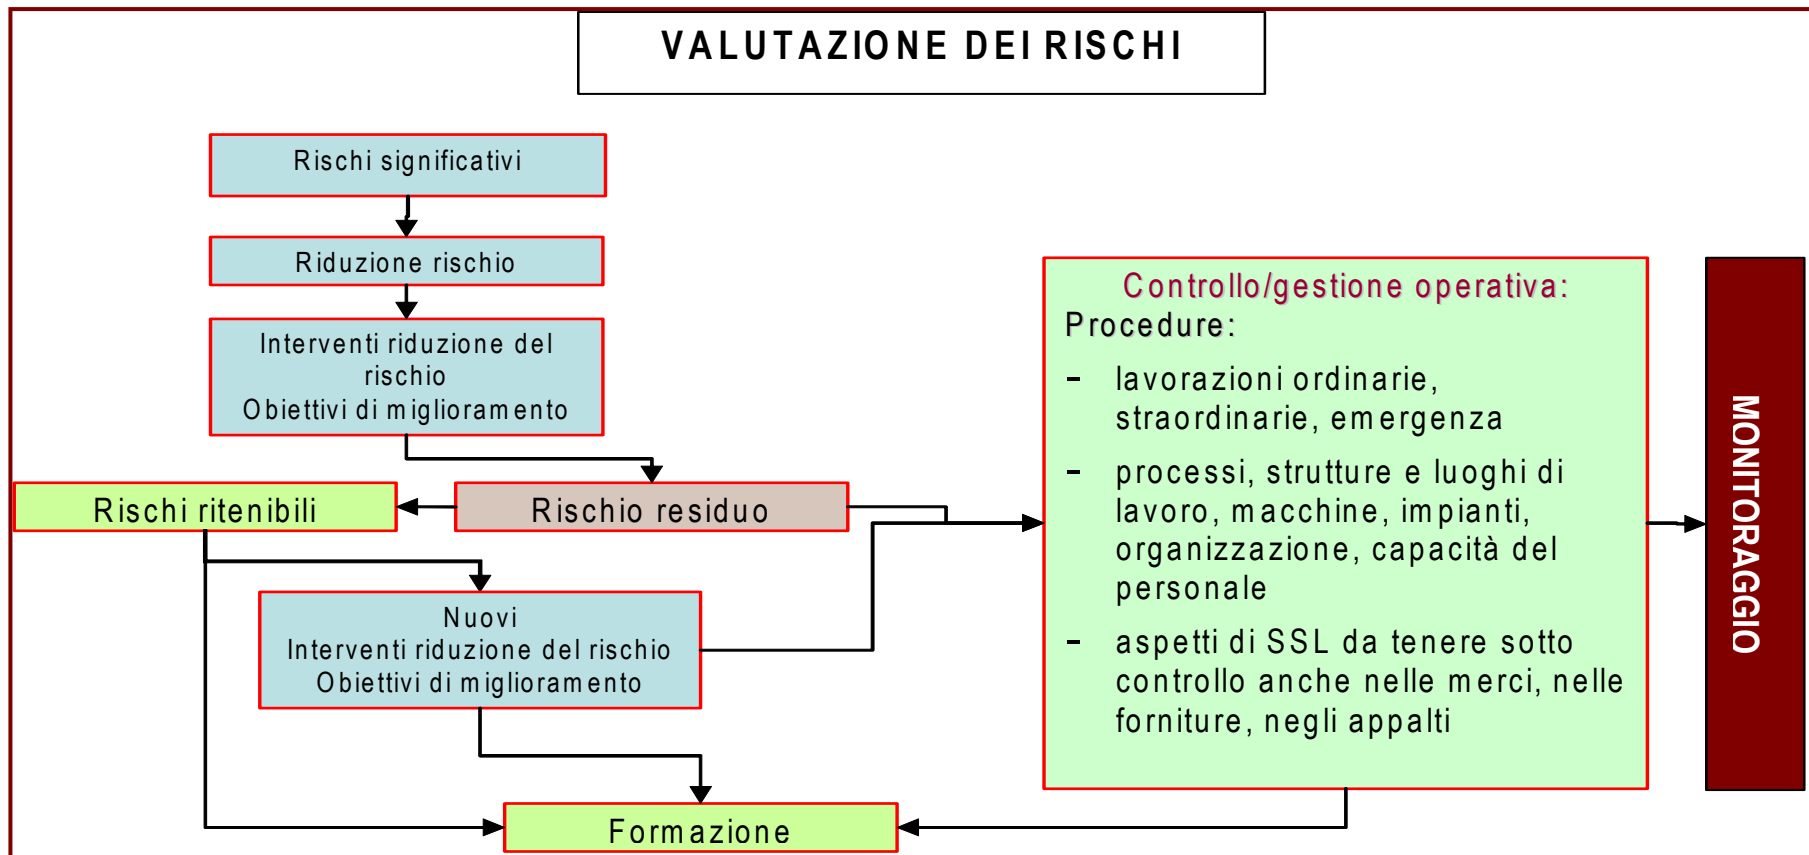 VALUTAZIONE DEI RISCHI
Rischi significativi
Riduzione rischio
Interventi riduzione del
rischio
Obiettivi di miglioramento
Rischi ritenibili
Rischio residuo
Nuovi
Interventi riduzione del rischio
Obiettivi di miglioramento
Formazione
Controllo/gestione operativa:
Procedure:
- lavorazioni ordinarie,
straordinarie, emergenza
- processi, strutture e luoghi di
lavoro, macchine, impianti,
organizzazione, capacità del
personale
- aspetti di SSL da tenere sotto
controllo anche nelle merci, nelle
forniture, negli appalti
MONITORAGGIO